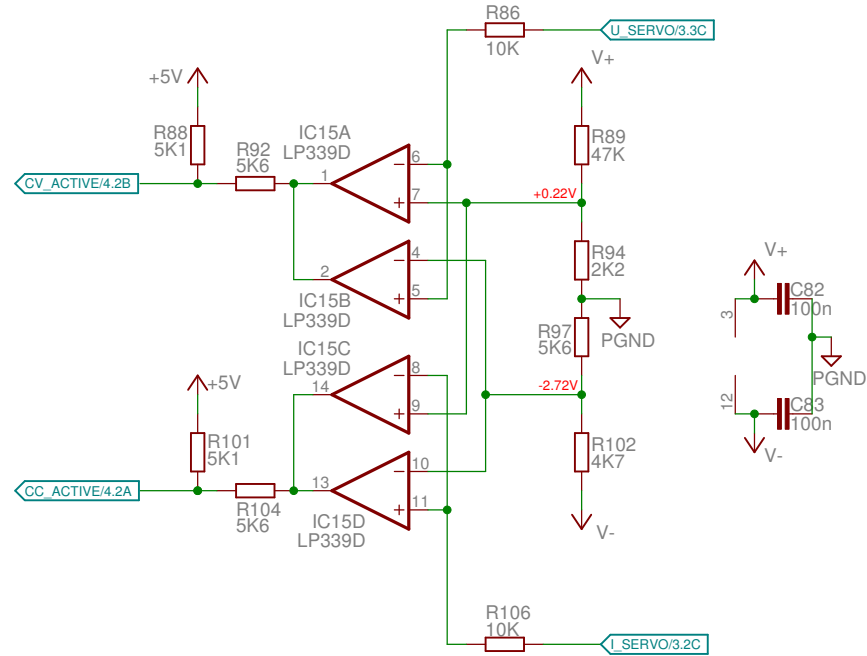 R86
10K
U_SERVO/3.3C
V+
+5V
R88
5K1
R92
5K6
IC15A
LP339D
R89
47K
CV_ACTIVE/4.2B
1
6
7
+0.22V
R94
2K2
2
4
5
IC15B
LP339D
V+
C82
100n
3
R97
5K6
PGND
IC15C
LP339D
14
8
9
+5V
-2.72V
PGND
12
C83
100n
V-
R101
5K1
R102
4K7
CC_ACTIVE/4.2A
R104
5K6
13
10
11
IC15D
LP339D
V-
R106
10K
I_SERVO/3.2C